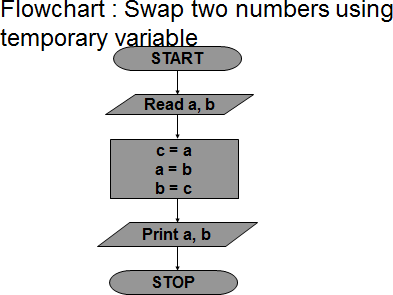 Flowchart : Swap two numbers using
temporary variable
START
Read a, b
c = a
a = b
b = c
Print a, b
STOP